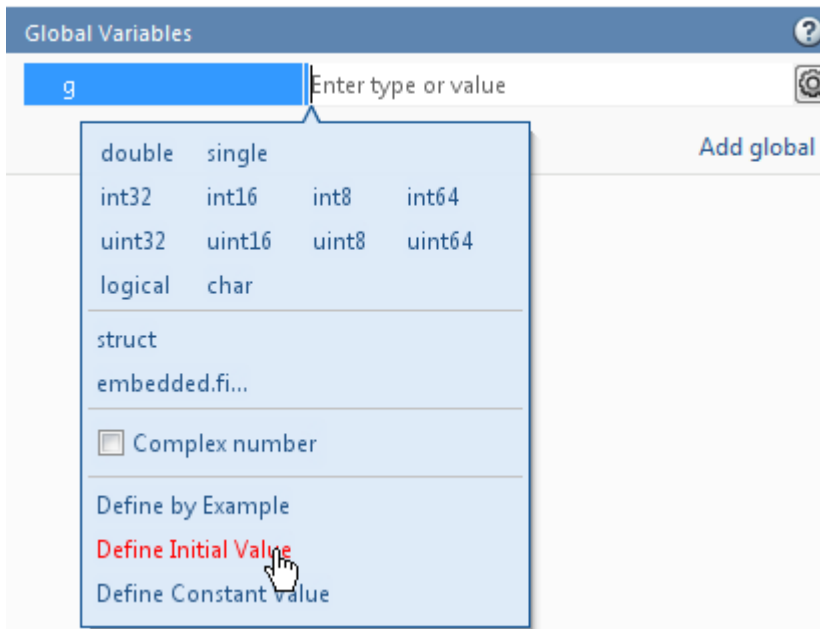 Global Variables ?
g Enter type or value
Add global
double single
int32 int16 int8 int64
uint32 uint16 uint8 uint64
logical char
struct
embedded.fi...
Complex number
Define by Example
Define Initial Value
Define Constant Value